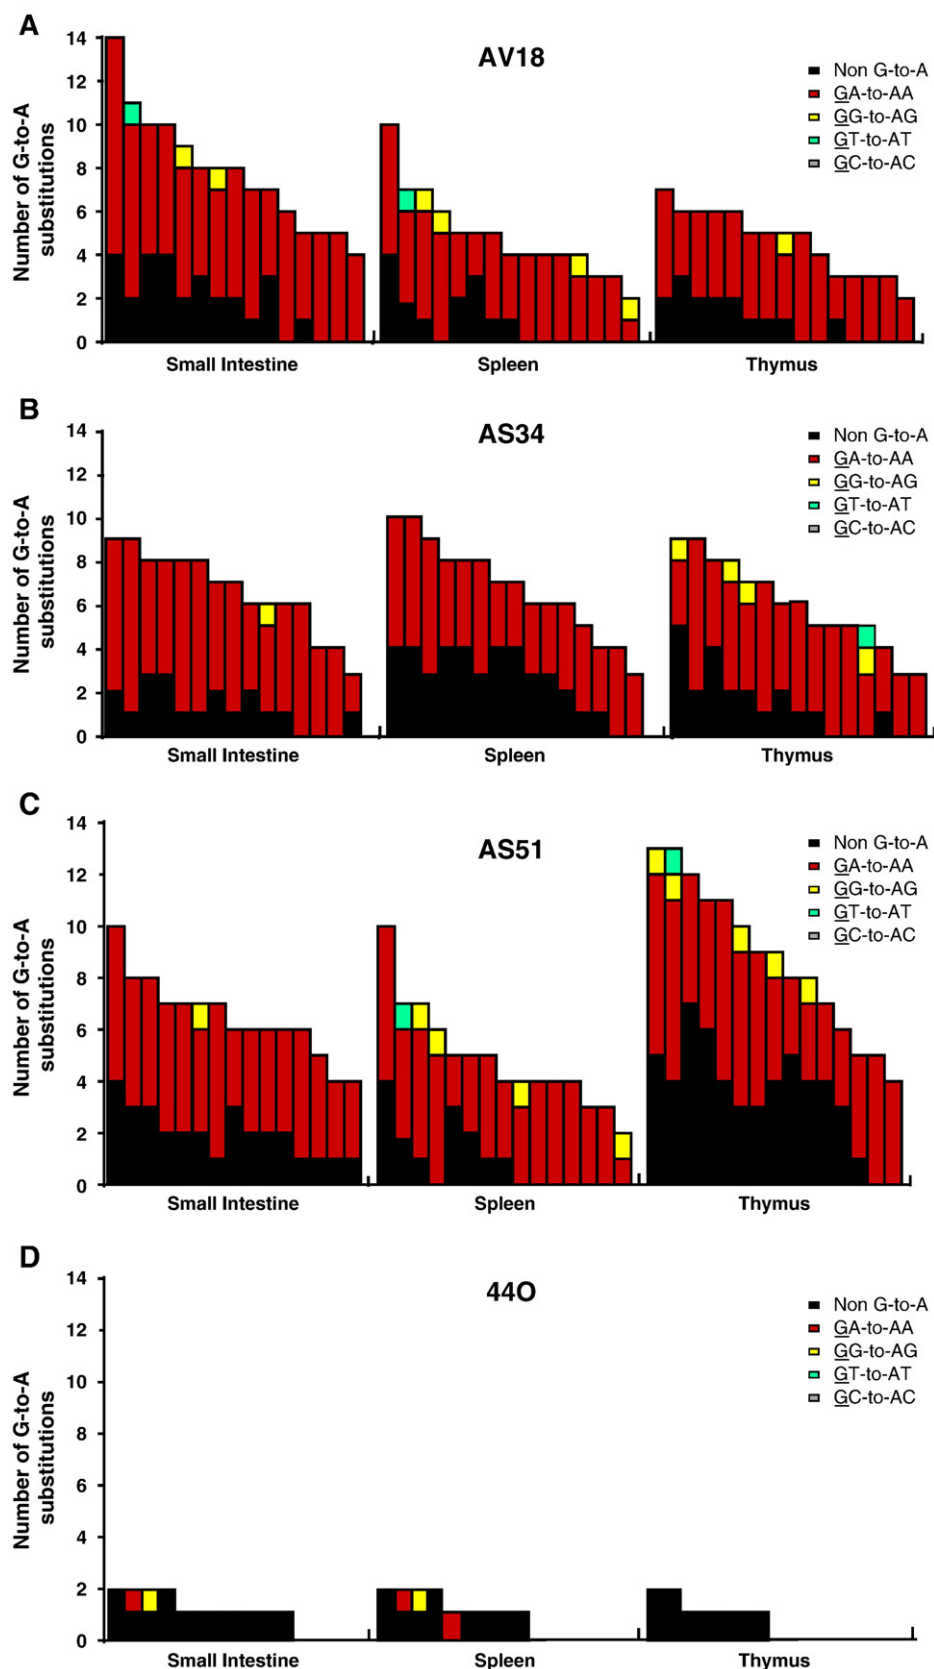 A
AV18
Number of G-to-A
substitutions
14
12
10
8
6
4
2
0
Non G-to-A
GA-to-AA
GG-to-AG
GT-to-AT
GC-to-AC
Small Intestine
Spleen
Thymus
B
AS34
Number of G-to-A
substitutions
14
12
10
8
6
4
2
0
Non G-to-A
GA-to-AA
GG-to-AG
GT-to-AT
GC-to-AC
Small Intestine
Spleen
Thymus
C
AS51
Number of G-to-A
substitutions
14
12
10
8
6
4
2
0
Non G-to-A
GA-to-AA
GG-to-AG
GT-to-AT
GC-to-AC
Small Intestine
Spleen
Thymus
D
44O
Number of G-to-A
substitutions
14
12
10
8
6
4
2
0
Non G-to-A
GA-to-AA
GG-to-AG
GT-to-AT
GC-to-AC
Small Intestine
Spleen
Thymus